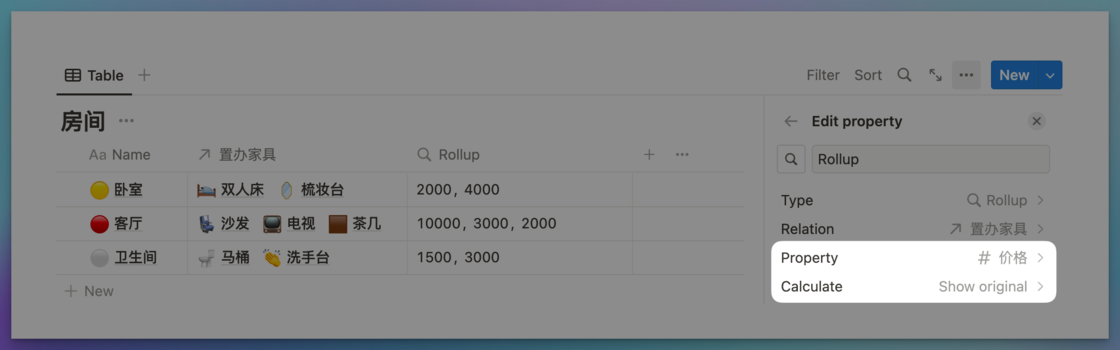 Table
Filter Sort New
房间
Aa Name 置办家具 Rollup
卧室 双人床 梳妆台 2000, 4000
客厅 沙发 电视 茶几 10000, 3000, 2000
卫生间 马桶 洗手台 1500, 3000
+ New
Edit property
Rollup
Type Rollup
Relation 置办家具
Property # 价格
Calculate Show original